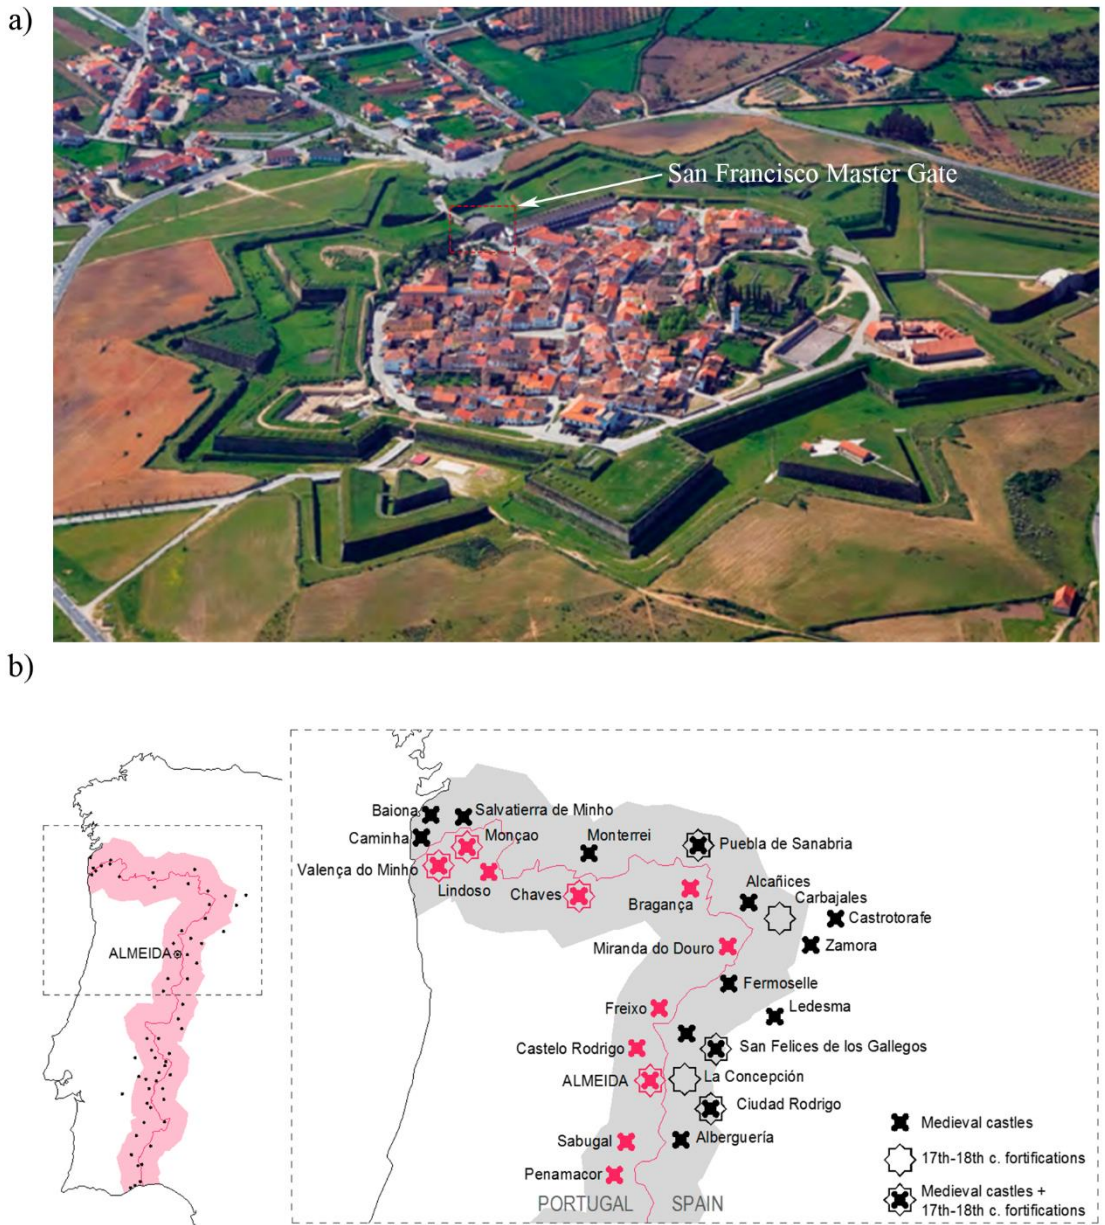 a)
San Francisco Master Gate
b)
ALMEIDA
Baiona
Salvatierra de Minho
Caminha
Monçao
Monterrei
Puebla de Sanabria
Valença do Minho
Lindoso
Chaves
Bragança
Alcañices
Carbajales
Castrotorafe
Miranda do Douro
Zamora
Fermoselle
Freixo
Ledesma
Castelo Rodrigo
San Felices de los Gallegos
ALMEIDA
La Concepción
Ciudad Rodrigo
Sabugal
Alberguería
Penamacor
PORTUGAL
SPAIN
Medieval castles
17th-18th c. fortifications
Medieval castles +
17th-18th c. fortifications